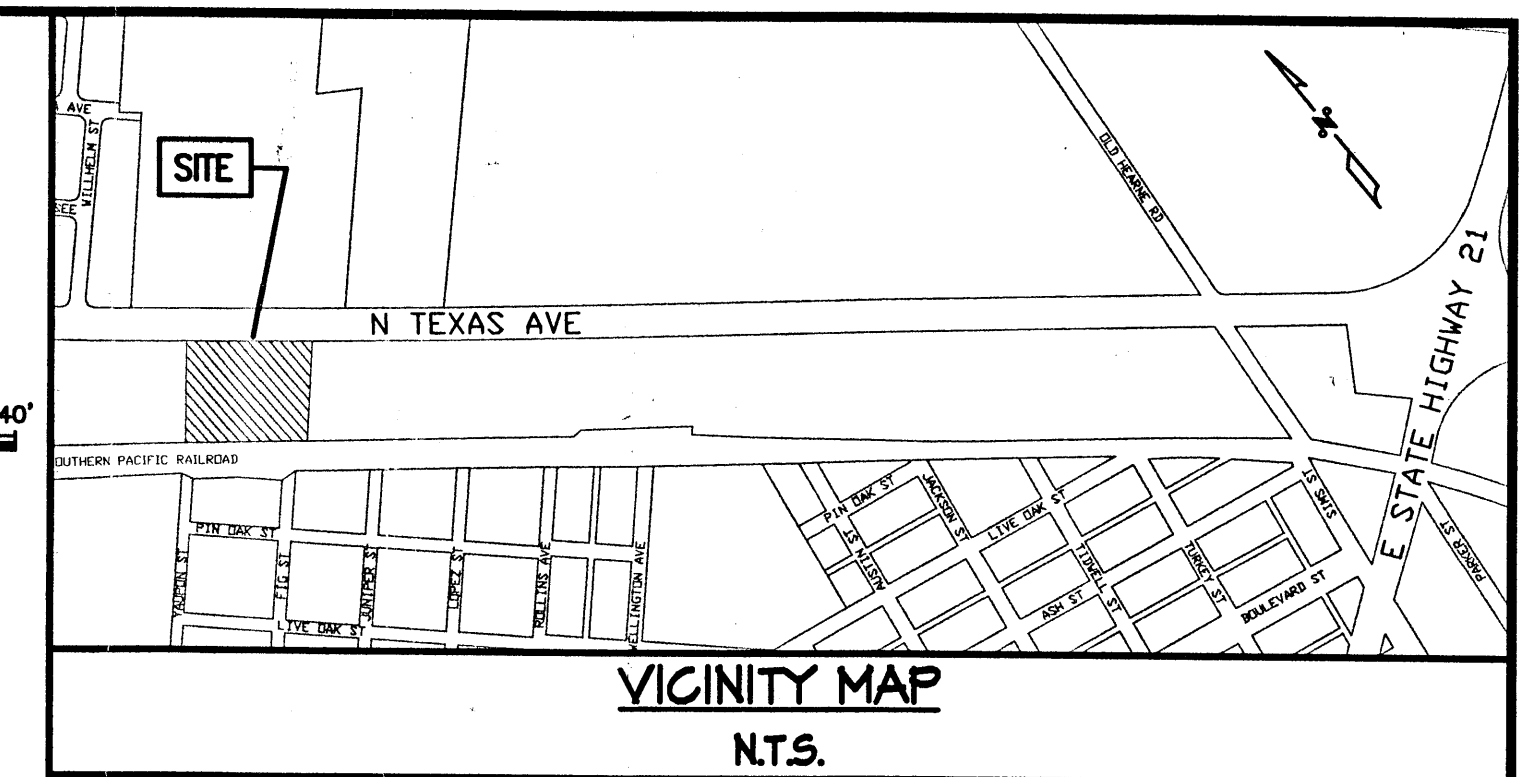 AVE
WILLHELM ST
SEE
SITE
OLD HEARNE RD
N
N TEXAS AVE
E STATE HIGHWAY 21
40'
OUTHERN PACIFIC RAILROAD
PIN OAK ST
YAUPON ST
FIG ST
JUNIPER ST
LOPEZ ST
ROLLINS AVE
ELLINGTON AVE
LIVE OAK ST
PIN OAK ST
JACKSON ST
AUSTIN ST
LIVE OAK ST
TIDWELL ST
ASH ST
TURKEY ST
BOULEVARD ST
SIMS ST
PARKER ST
VICINITY MAP
N.T.S.